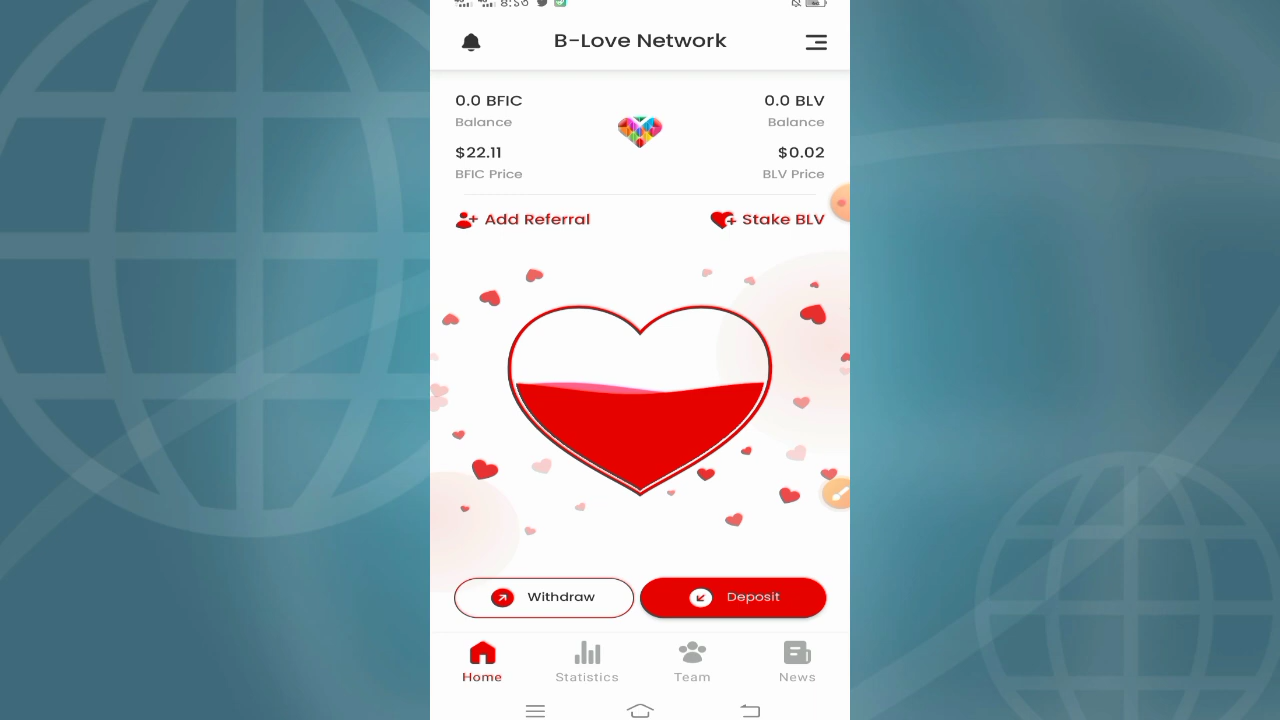 B-Love Network
0.0 BFIC
0.0 BLV
Balance
Balance
$22.11
$0.02
BFIC Price
BLV Price
Add Referral
Stake BLV
Withdraw
Deposit
Home
Statistics
Team
News